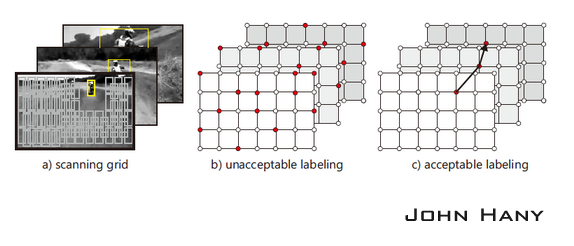 a) scanning grid
b) unacceptable labeling
c) acceptable labeling
John Hany